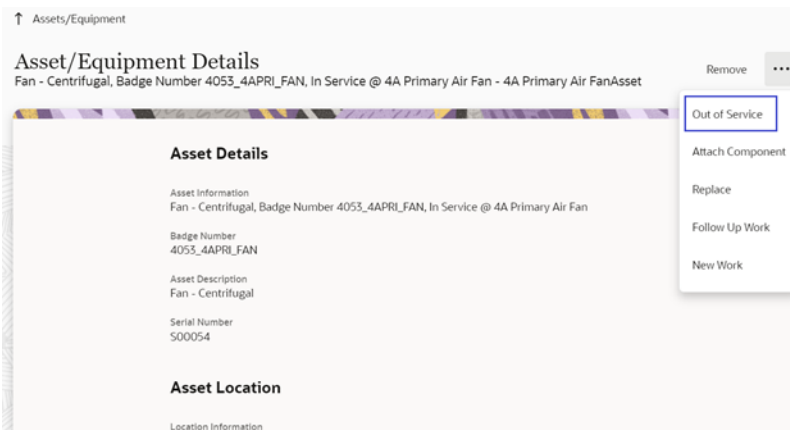 ↑ Assets/Equipment
Asset/Equipment Details
Fan - Centrifugal, Badge Number 4053_4APRI_FAN, In Service @ 4A Primary Air Fan - 4A Primary Air FanAsset
Remove ...
Out of Service
Attach Component
Replace
Follow Up Work
New Work
Asset Details
Asset Information
Fan - Centrifugal, Badge Number 4053_4APRI_FAN, In Service @ 4A Primary Air Fan
Badge Number
4053_4APRI_FAN
Asset Description
Fan - Centrifugal
Serial Number
S00054
Asset Location
Location Information